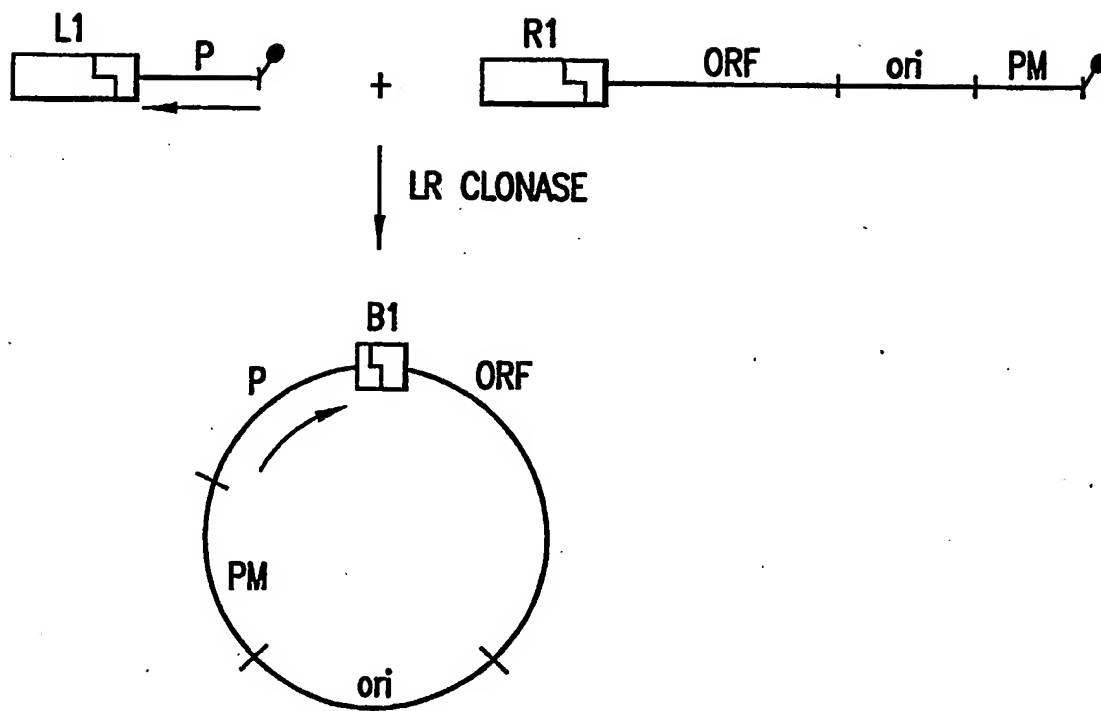 L1 P + R1 ORF ori PM
LR CLONASE
B1
P ORF
PM
ori